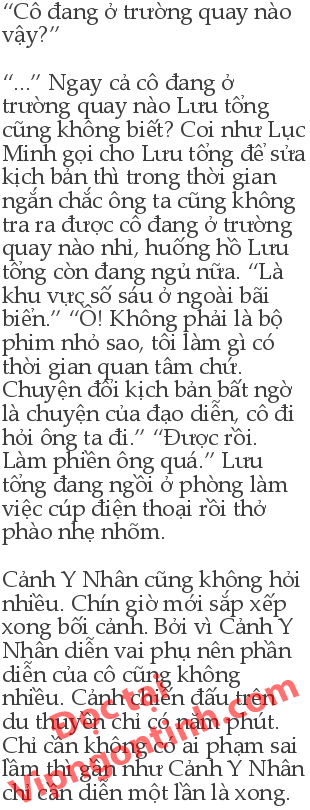 “Cô đang ở trường quay nào
vậy?”
“...” Ngay cả cô đang ở
trường quay nào Lưu tổng
cũng không biết? Coi như Lục
Minh gọi cho Lưu tổng để sửa
kịch bản thì trong thời gian
ngắn chắc ông ta cũng không
tra ra được cô đang ở trường
quay nào nhỉ, huống hồ Lưu
tổng còn đang ngủ nữa. “Là
khu vực số sáu ở ngoài bãi
biển.” “Ồ! Không phải là bộ
phim nhỏ sao, tôi làm gì có
thời gian quan tâm chứ.
Chuyện đổi kịch bản bất ngờ
là chuyện của đạo diễn, cô đi
hỏi ông ta đi.” “Được rồi.
Làm phiền ông quá.” Lưu
tổng đang ngồi ở phòng làm
việc cúp điện thoại rồi thở
phào nhẹ nhõm.
Cảnh Y Nhân cũng không hỏi
nhiều. Chín giờ mới sắp xếp
xong bối cảnh. Bởi vì Cảnh Y
Nhân diễn vai phụ nên phần
diễn của cô cũng không
nhiều. Cảnh chiến đấu trên
du thuyền chỉ có năm phút.
Chỉ cần không có ai phạm sai
lầm thì gần như Cảnh Y Nhân
chỉ cần diễn một lần là xong.
Đọc tại
Vipngontinh.com